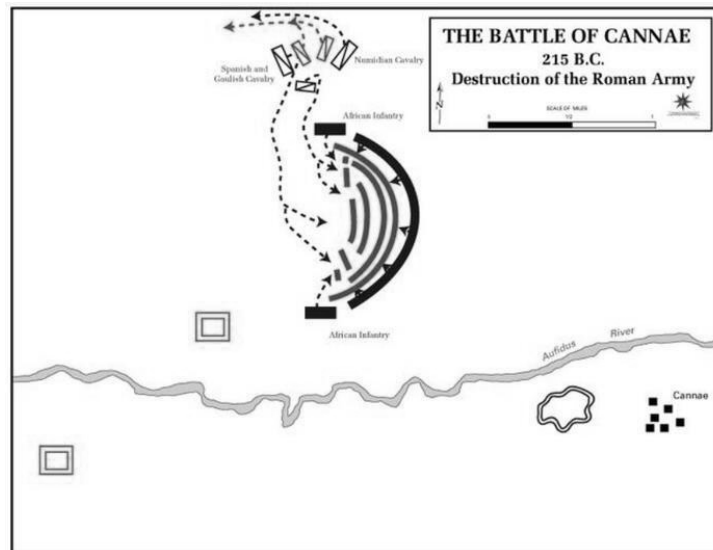 THE BATTLE OF CANNAE
215 B.C.
Destruction of the Roman Army
N
SCALE OF MILES
0 1/2 1
Spanish and
Gaulish Cavalry
Numidian Cavalry
African Infantry
African Infantry
Aufidus River
Cannae